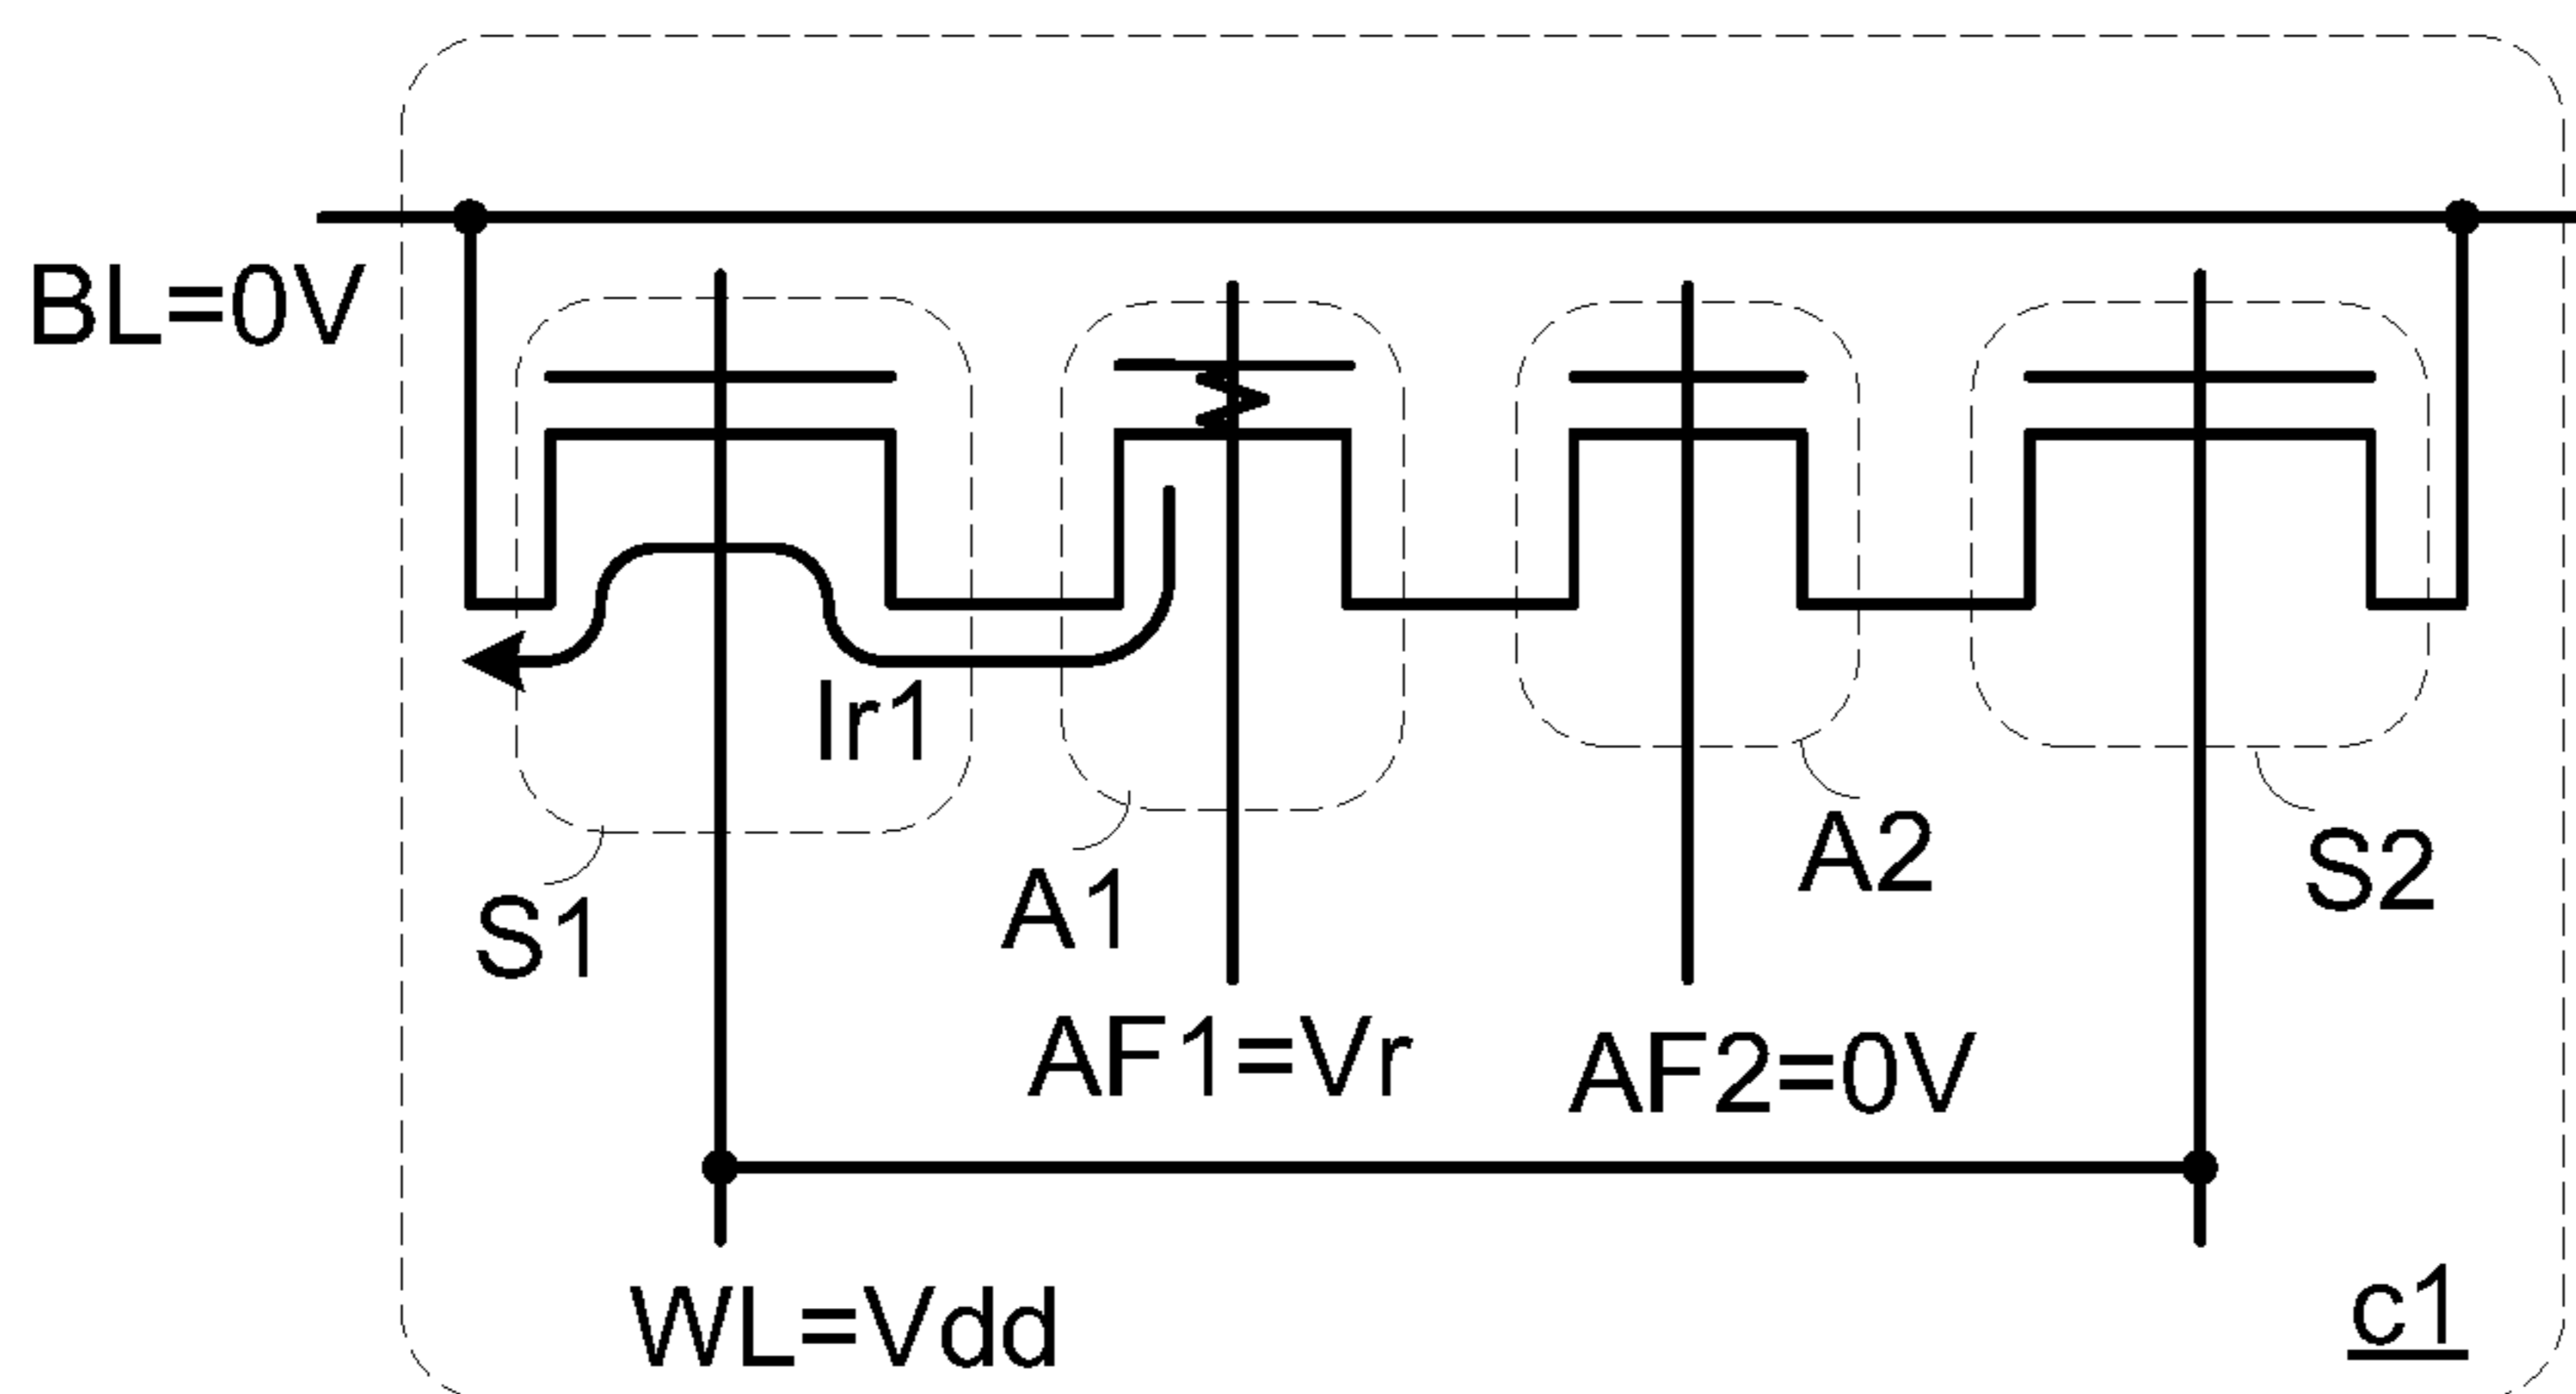 BL=0V
Ir1
S1
A1
A2
S2
AF1=Vr
AF2=0V
WL=Vdd
c1